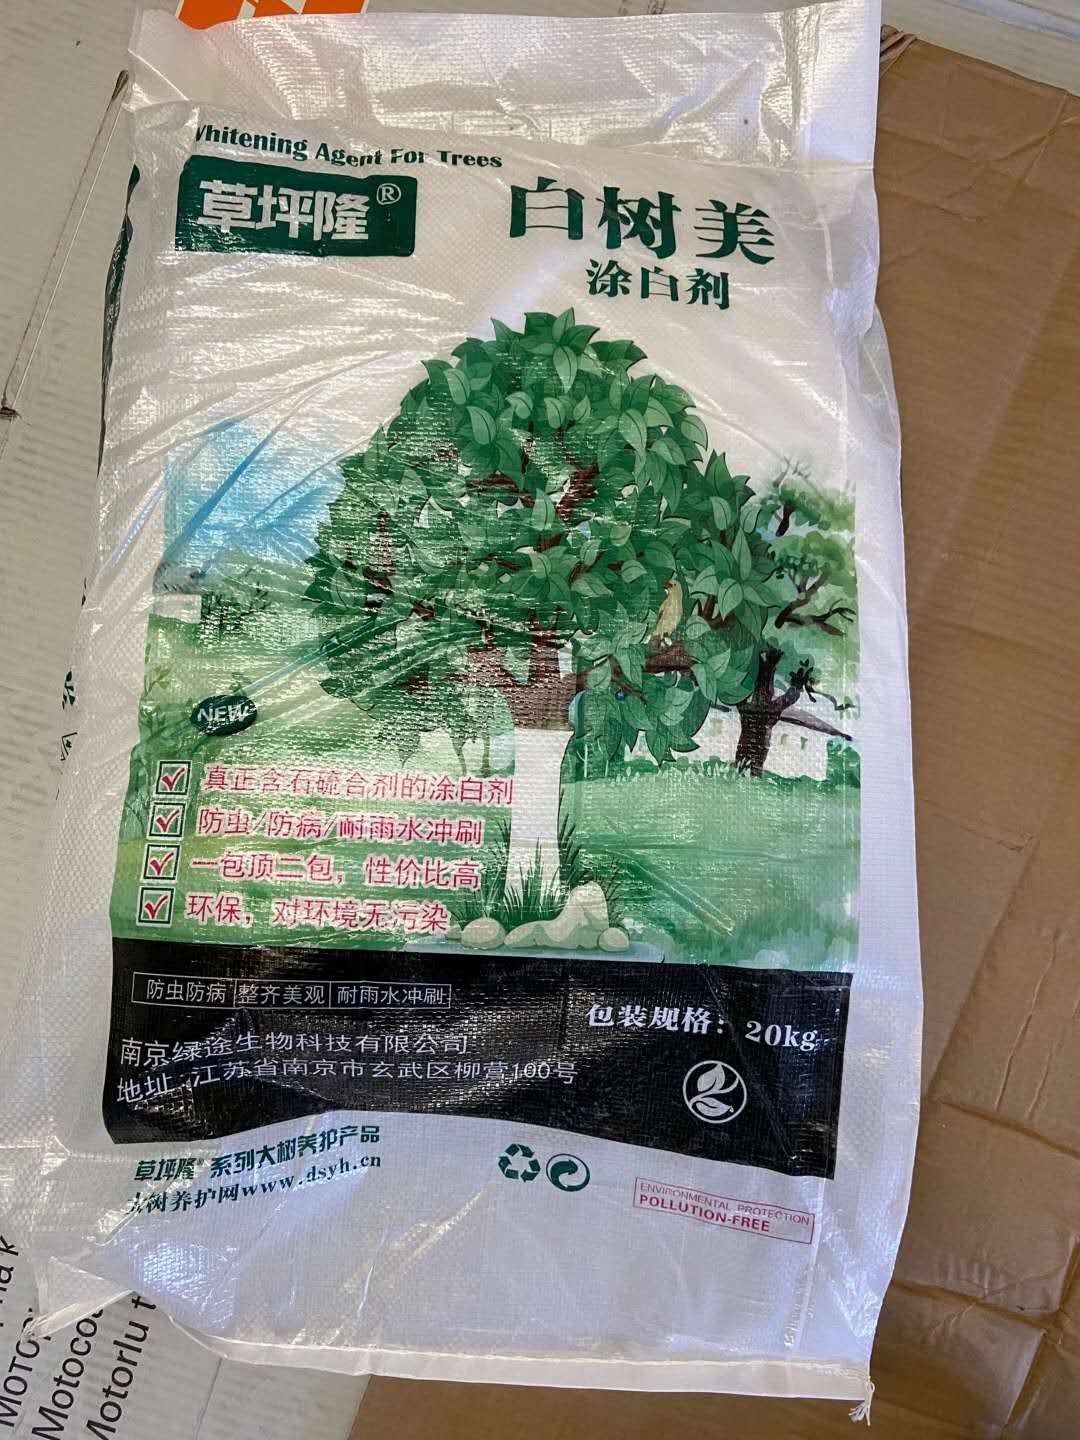 Whitening Agent For Trees
草坪隆®
白树美
涂白剂
NEW
真正含石硫合剂的涂白剂
防虫/防病/耐雨水冲刷
一包顶二包，性价比高
环保，对环境无污染
防虫防病 整齐美观 耐雨水冲刷
包装规格：20kg
南京绿途生物科技有限公司
地址：江苏省南京市玄武区柳营100号
草坪隆®系列大树养护产品
大树养护网www.dsyh.cn
ENVIRONMENTAL PROTECTION
POLLUTION-FREE
Motorlu t